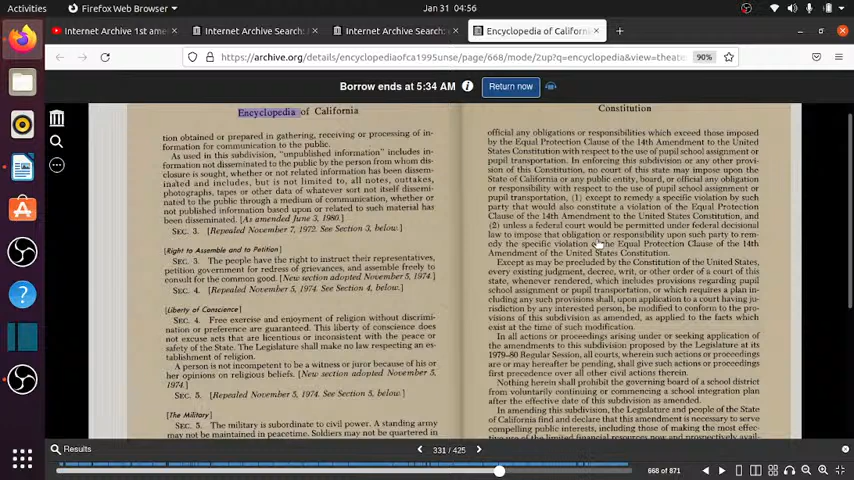 Activities
Firefox Web Browser
Jan 31 04:56
Internet Archive 1st ame
Internet Archive Search:
Internet Archive Search:
Encyclopedia of Californi
https://archive.org/details/encyclopediaofca1995unse/page/668/mode/2up?q=encyclopedia&view=theate
90%
Borrow ends at 5:34 AM
Return now
Encyclopedia of California
tion obtained or prepared in gathering, receiving or processing of in-
formation for communication to the public.
As used in this subdivision, "unpublished information" includes in-
formation not disseminated to the public by the person from whom dis-
closure is sought, whether or not related information has been dissem-
inated and includes, but is not limited to, all notes, outtakes,
photographs, tapes or other data of whatever sort not itself dissemi-
nated to the public through a medium of communication, whether or
not published information based upon or related to such material has
been disseminated. [As amended June 3, 1980.]
SEC. 3. [Repealed November 7, 1972. See Section 3, below.]
[Right to Assemble and to Petition]
SEC. 3. The people have the right to instruct their representatives,
petition government for redress of grievances, and assemble freely to
consult for the common good. [New section adopted November 5, 1974.]
SEC. 4. [Repealed November 5, 1974. See Section 4, below.]
[Liberty of Conscience]
SEC. 4. Free exercise and enjoyment of religion without discrimi-
nation or preference are guaranteed. This liberty of conscience does
not excuse acts that are licentious or inconsistent with the peace or
safety of the State. The Legislature shall make no law respecting an es-
tablishment of religion.
A person is not incompetent to be a witness or juror because of his or
her opinions on religious beliefs. [New section adopted November 5,
1974.]
SEC. 5. [Repealed November 5, 1974. See Section 5, below.]
[The Military]
SEC. 5. The military is subordinate to civil power. A standing army
may not be maintained in peacetime. Soldiers may not be quartered in
Constitution
official any obligations or responsibilities which exceed those imposed
by the Equal Protection Clause of the 14th Amendment to the United
States Constitution with respect to the use of pupil school assignment or
pupil transportation. In enforcing this subdivision or any other provi-
sion of this Constitution, no court of this state may impose upon the
State of California or any public entity, board, or official any obligation
or responsibility with respect to the use of pupil school assignment or
pupil transportation, (1) except to remedy a specific violation by such
party that would also constitute a violation of the Equal Protection
Clause of the 14th Amendment to the United States Constitution, and
(2) unless a federal court would be permitted under federal decisional
law to impose that obligation or responsibility upon such party to rem-
edy the specific violation of the Equal Protection Clause of the 14th
Amendment of the United States Constitution.
Except as may be precluded by the Constitution of the United States,
every existing judgment, decree, writ, or other order of a court of this
state, whenever rendered, which includes provisions regarding pupil
school assignment or pupil transportation, or which requires a plan in-
cluding any such provisions shall, upon application to a court having ju-
risdiction by any interested person, be modified to conform to the pro-
visions of this subdivision as amended, as applied to the facts which
exist at the time of such modification.
In all actions or proceedings arising under or seeking application of
the amendments to this subdivision proposed by the Legislature at its
1979-80 Regular Session, all courts, wherein such actions or proceedings
are or may hereafter be pending, shall give such actions or proceedings
first precedence over all other civil actions therein.
Nothing herein shall prohibit the governing board of a school district
from voluntarily continuing or commencing a school integration plan
after the effective date of this subdivision as amended.
In amending this subdivision, the Legislature and people of the State
of California find and declare that this amendment is necessary to serve
compelling public interests, including those of making the most effec-
tive use of the limited financial resources now and prospectively avail-
Results
331 / 425
668 of 871